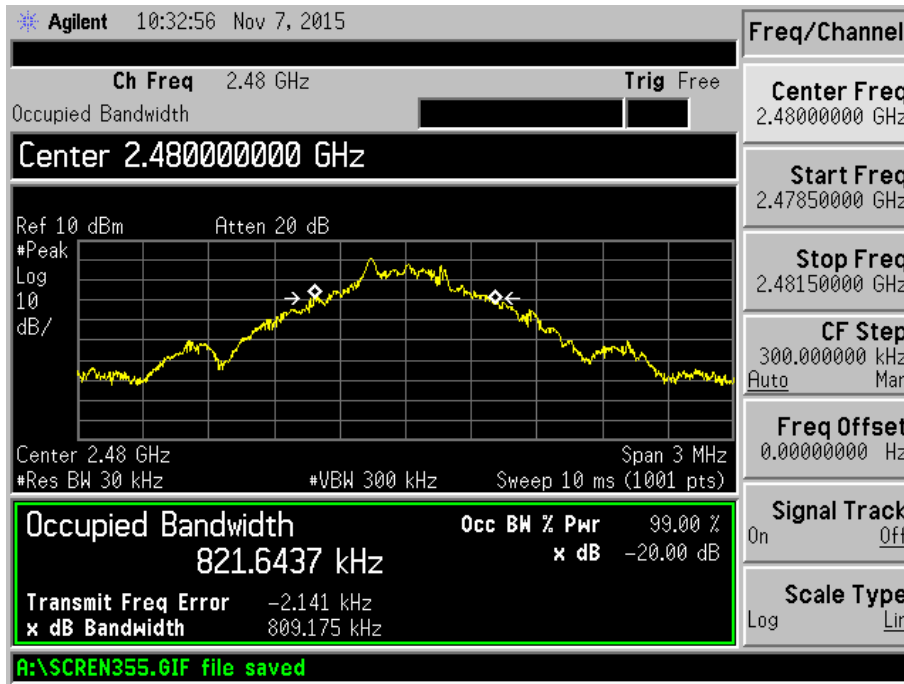 Agilent 10:32:56 Nov 7, 2015
Ch Freq 2.48 GHz Trig Free
Occupied Bandwidth
Center 2.480000000 GHz
Ref 10 dBm Atten 20 dB
#Peak
Log
10
dB/
Center 2.48 GHz Span 3 MHz
#Res BW 30 kHz #VBW 300 kHz Sweep 10 ms (1001 pts)
Occupied Bandwidth Occ BW % Pwr 99.00 %
821.6437 kHz x dB -20.00 dB
Transmit Freq Error -2.141 kHz
x dB Bandwidth 809.175 kHz
A:\SCREN355.GIF file saved
Freq/Channel
Center Freq
2.48000000 GHz
Start Freq
2.47850000 GHz
Stop Freq
2.48150000 GHz
CF Step
300.000000 kHz
Auto Man
Freq Offset
0.00000000 Hz
Signal Track
On Off
Scale Type
Log Lin